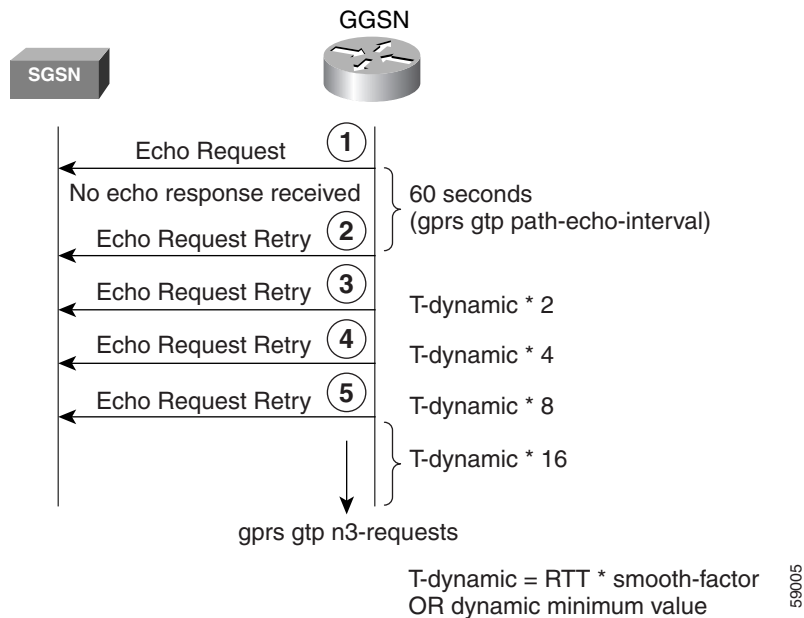 GGSN
SGSN
Echo Request
1
No echo response received
60 seconds
(gprs gtp path-echo-interval)
Echo Request Retry
2
Echo Request Retry
3
T-dynamic * 2
Echo Request Retry
4
T-dynamic * 4
Echo Request Retry
5
T-dynamic * 8
T-dynamic * 16
gprs gtp n3-requests
T-dynamic = RTT * smooth-factor
OR dynamic minimum value
59005